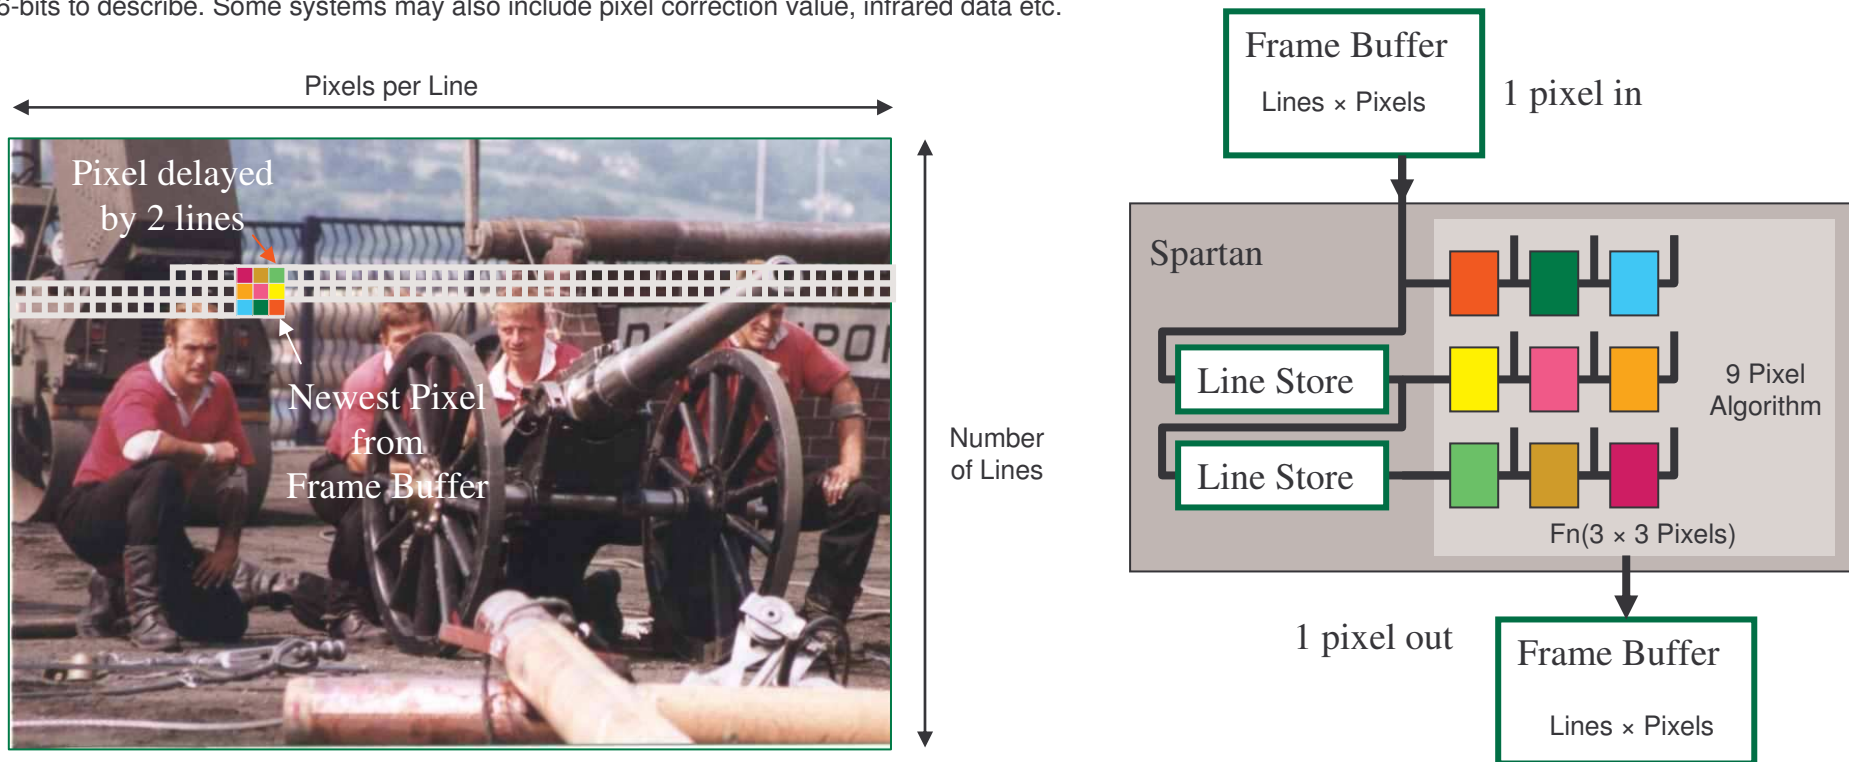 6-bits to describe. Some systems may also include pixel correction value, infrared data etc.
Pixels per Line
Pixel delayed
by 2 lines
Newest Pixel
from
Frame Buffer
Number
of Lines
Frame Buffer
Lines × Pixels
1 pixel in
Spartan
Line Store
Line Store
9 Pixel
Algorithm
Fn(3 × 3 Pixels)
1 pixel out
Frame Buffer
Lines × Pixels